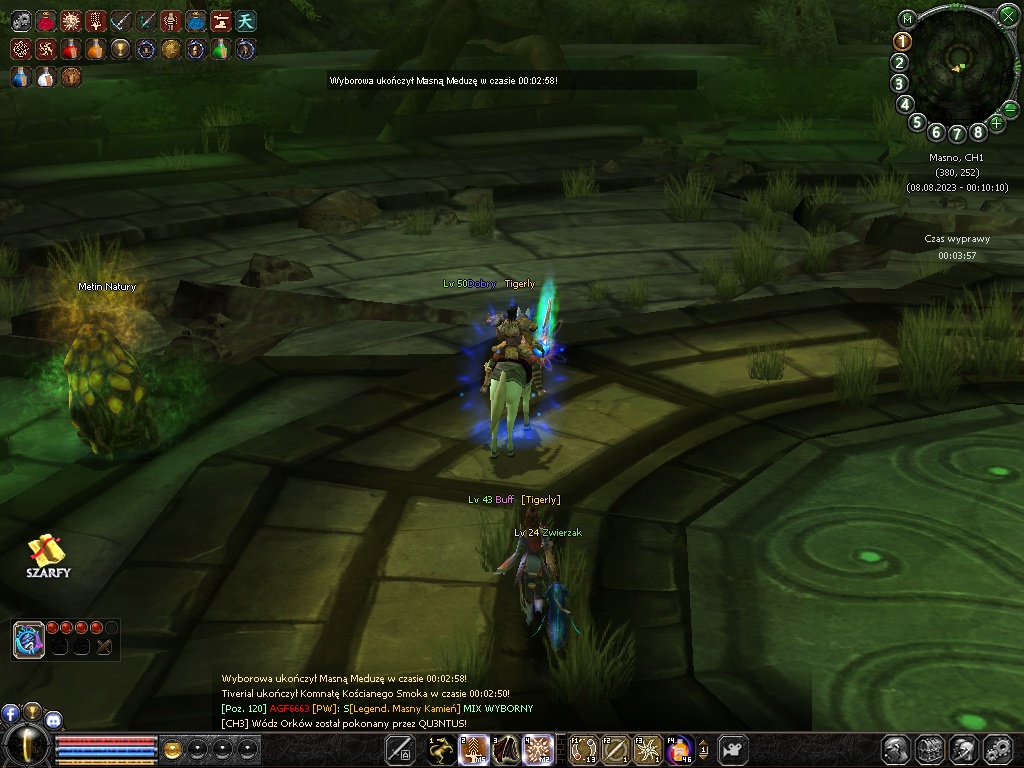 Wyborowa ukończył Masną Meduzę w czasie 00:02:58!
M
1
2
3
4
5
6
7
8
Masno, CH1
(380, 252)
(08.08.2023 - 00:10:10)
Czas wyprawy
00:03:57
Metin Natury
Lv 50 Dobry Tigerly
Lv 43 Buff [Tigerly]
Lv 24 Zwierzak
SZARFY
Wyborowa ukończył Masną Meduzę w czasie 00:02:58!
Tiverial ukończył Komnatę Kościanego Smoka w czasie 00:02:50!
[Poz. 120] AGF6663 [PW]: S[Legend. Masny Kamień] MIX WYBORNY
[CH3] Wódz Orków został pokonany przez QU3NTUS!